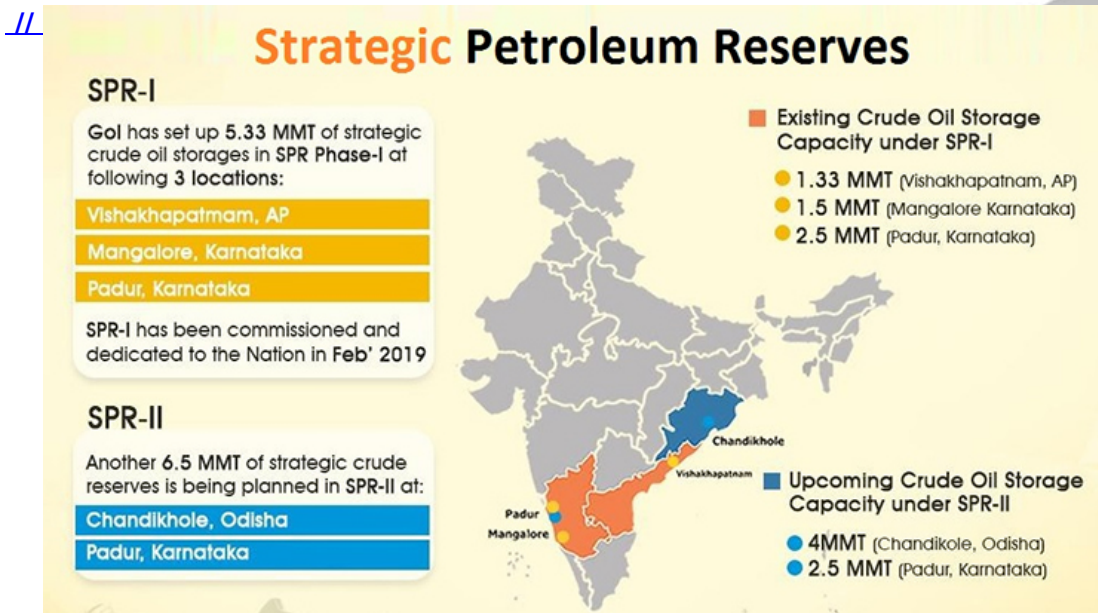 //
Strategic Petroleum Reserves
SPR-I
GoI has set up 5.33 MMT of strategic
crude oil storages in SPR Phase-I at
following 3 locations:
Vishakhapatmam, AP
Mangalore, Karnataka
Padur, Karnataka
SPR-I has been commissioned and
dedicated to the Nation in Feb' 2019
SPR-II
Another 6.5 MMT of strategic crude
reserves is being planned in SPR-II at:
Chandikhole, Odisha
Padur, Karnataka
Existing Crude Oil Storage
Capacity under SPR-I
1.33 MMT (Vishakhapatnam, AP)
1.5 MMT (Mangalore Karnataka)
2.5 MMT (Padur, Karnataka)
Chandikhole
Vishakhapatnam
Padur
Mangalore
Upcoming Crude Oil Storage
Capacity under SPR-II
4MMT (Chandikole, Odisha)
2.5 MMT (Padur, Karnataka)